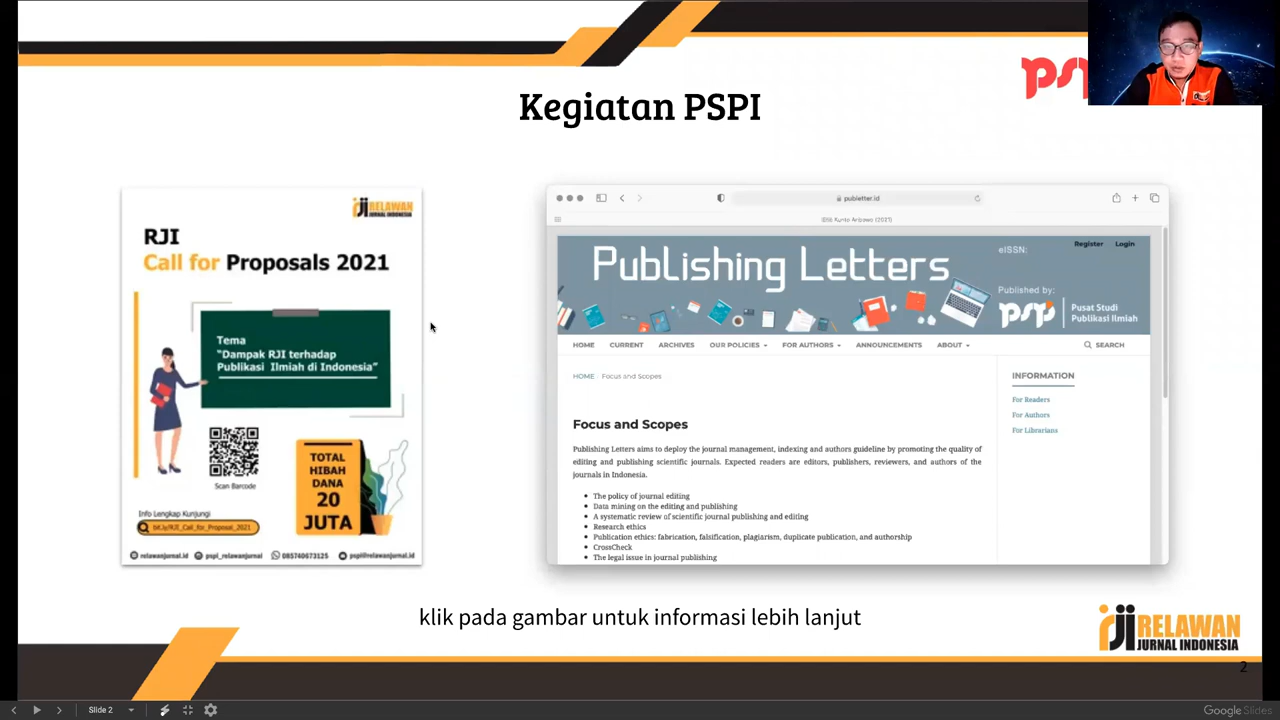 psp
Kegiatan PSPI
RELAWAN
JURNAL INDONESIA
RJI
Call for Proposals 2021
Tema
"Dampak RJI terhadap
Publikasi Ilmiah di Indonesia"
Scan Barcode
TOTAL
HIBAH
DANA
20
JUTA
Info Lengkap Kunjungi
bit.ly/RJI_Call_for_Proposal_2021
relawanjurnal.id pspi_relawanjurnal 085740673125 pspi@relawanjurnal.id
publetter.id
Publishing Letters
eISSN:
Register Login
Published by:
pspi Pusat Studi
Publikasi Ilmiah
HOME CURRENT ARCHIVES OUR POLICIES FOR AUTHORS ANNOUNCEMENTS ABOUT SEARCH
HOME Focus and Scopes
INFORMATION
For Readers
For Authors
For Librarians
Focus and Scopes
Publishing Letters aims to deploy the journal management, indexing and authors guideline by promoting the quality of
editing and publishing scientific journals. Expected readers are editors, publishers, reviewers, and authors of the
journals in Indonesia.
The policy of journal editing
Data mining on the editing and publishing
A systematic review of scientific journal publishing and editing
Research ethics
Publication ethics: fabrication, falsification, plagiarism, duplicate publication, and authorship
CrossCheck
The legal issue in journal publishing
klik pada gambar untuk informasi lebih lanjut
rji RELAWAN
JURNAL INDONESIA
2
Slide 2
Google Slides